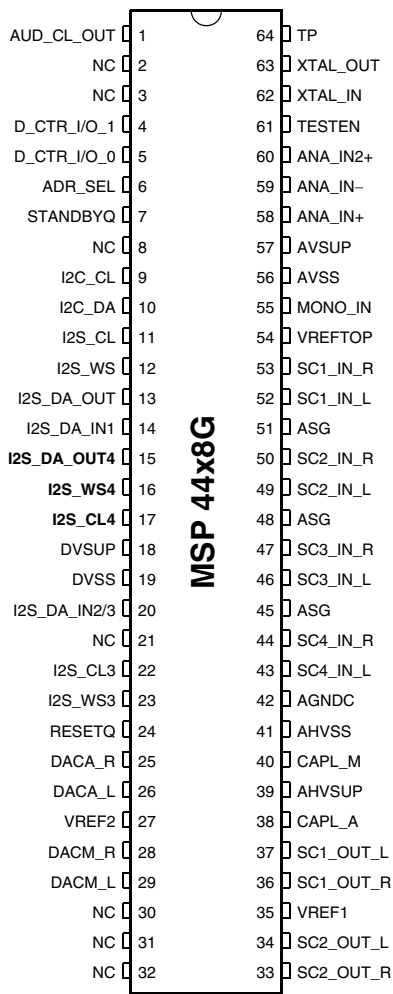 AUD_CL_OUT 1 64 TP
NC 2 63 XTAL_OUT
NC 3 62 XTAL_IN
D_CTR_I/O_1 4 61 TESTEN
D_CTR_I/O_0 5 60 ANA_IN2+
ADR_SEL 6 59 ANA_IN−
STANDBYQ 7 58 ANA_IN+
NC 8 57 AVSUP
I2C_CL 9 56 AVSS
I2C_DA 10 55 MONO_IN
I2S_CL 11 54 VREFTOP
I2S_WS 12 53 SC1_IN_R
I2S_DA_OUT 13 52 SC1_IN_L
I2S_DA_IN1 14 51 ASG
I2S_DA_OUT4 15 50 SC2_IN_R
I2S_WS4 16 49 SC2_IN_L
I2S_CL4 17 48 ASG
DVSUP 18 47 SC3_IN_R
DVSS 19 46 SC3_IN_L
I2S_DA_IN2/3 20 45 ASG
NC 21 44 SC4_IN_R
I2S_CL3 22 43 SC4_IN_L
I2S_WS3 23 42 AGNDC
RESETQ 24 41 AHVSS
DACA_R 25 40 CAPL_M
DACA_L 26 39 AHVSUP
VREF2 27 38 CAPL_A
DACM_R 28 37 SC1_OUT_L
DACM_L 29 36 SC1_OUT_R
NC 30 35 VREF1
NC 31 34 SC2_OUT_L
NC 32 33 SC2_OUT_R
MSP 44x8G